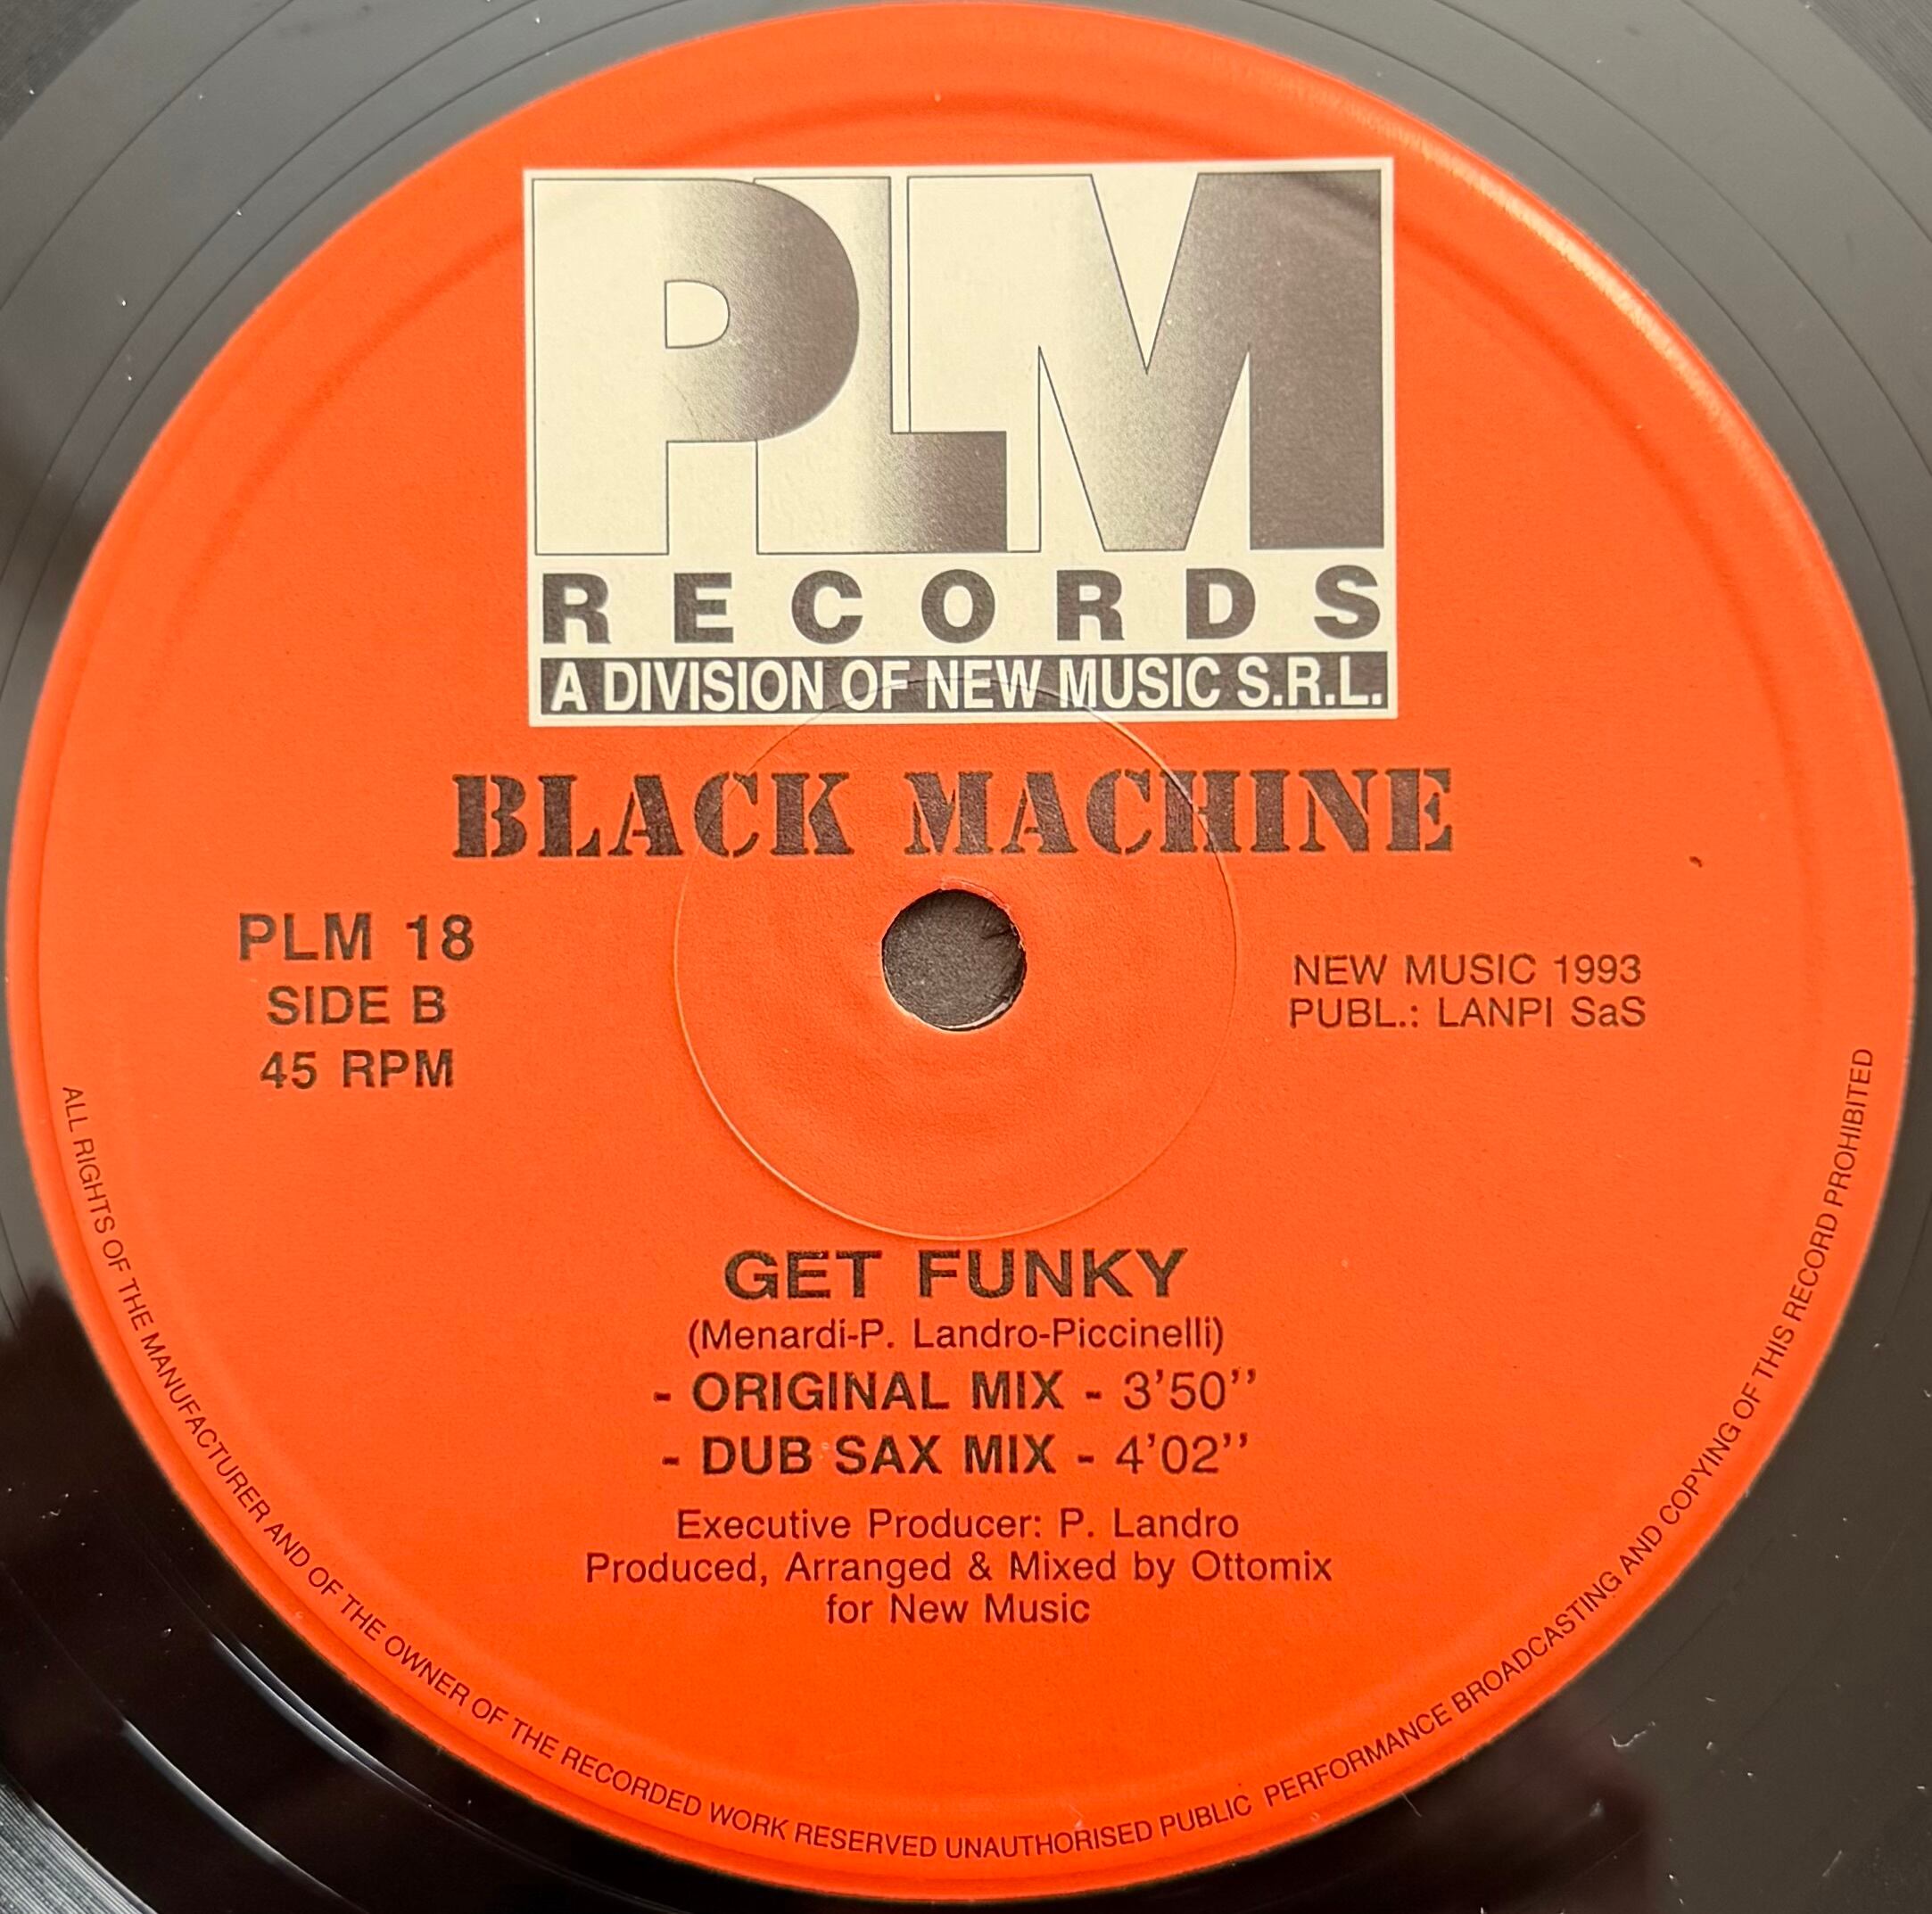 PLM
RECORDS
A DIVISION OF NEW MUSIC S.R.L.
BLACK MACHINE
PLM 18
SIDE B
45 RPM
NEW MUSIC 1993
PUBL.: LANPI SaS
GET FUNKY
(Menardi-P. Landro-Piccinelli)
- ORIGINAL MIX - 3'50''
- DUB SAX MIX - 4'02''
Executive Producer: P. Landro
Produced, Arranged & Mixed by Ottomix
for New Music
ALL RIGHTS OF THE MANUFACTURER AND OF THE OWNER OF THE RECORDED WORK RESERVED UNAUTHORISED PUBLIC PERFORMANCE BROADCASTING AND COPYING OF THIS RECORD PROHIBITED